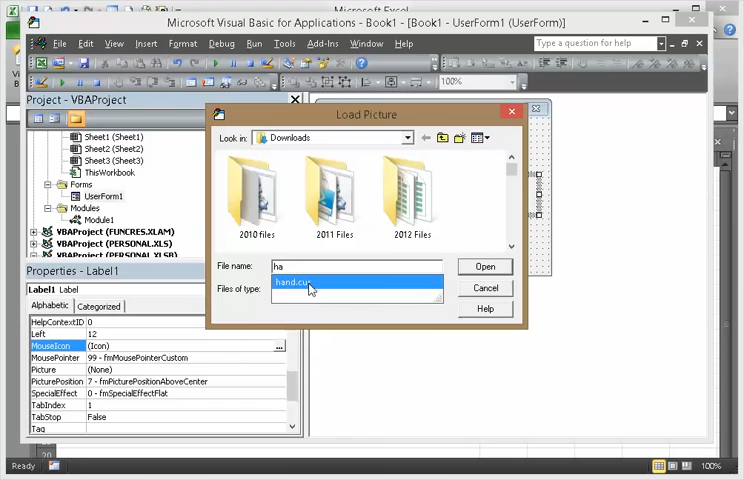 Microsoft Excel
Microsoft Visual Basic for Applications - Book1 - [Book1 - UserForm1 (UserForm)]
File Edit View Insert Format Debug Run Tools Add-Ins Window Help
Type a question for help
100%
Project - VBAProject
Load Picture
Look in: Downloads
Sheet1 (Sheet1)
Sheet2 (Sheet2)
Sheet3 (Sheet3)
ThisWorkbook
Forms
UserForm1
Modules
Module1
VBAProject (FUNCRES.XLAM)
VBAProject (PERSONAL.XLS)
VBAProject (PERSONAL.XLSB)
2010 files
2011 Files
2012 Files
File name: ha
Open
hand.cur
Files of type:
Cancel
Help
Properties - Label1
Label1 Label
Alphabetic Categorized
HelpContextID 0
Left 12
MouseIcon (Icon) ...
MousePointer 99 - fmMousePointerCustom
Picture (None)
PicturePosition 7 - fmPicturePositionAboveCenter
SpecialEffect 0 - fmSpecialEffectFlat
TabIndex 1
TabStop False
Tag
20
Ready
100%